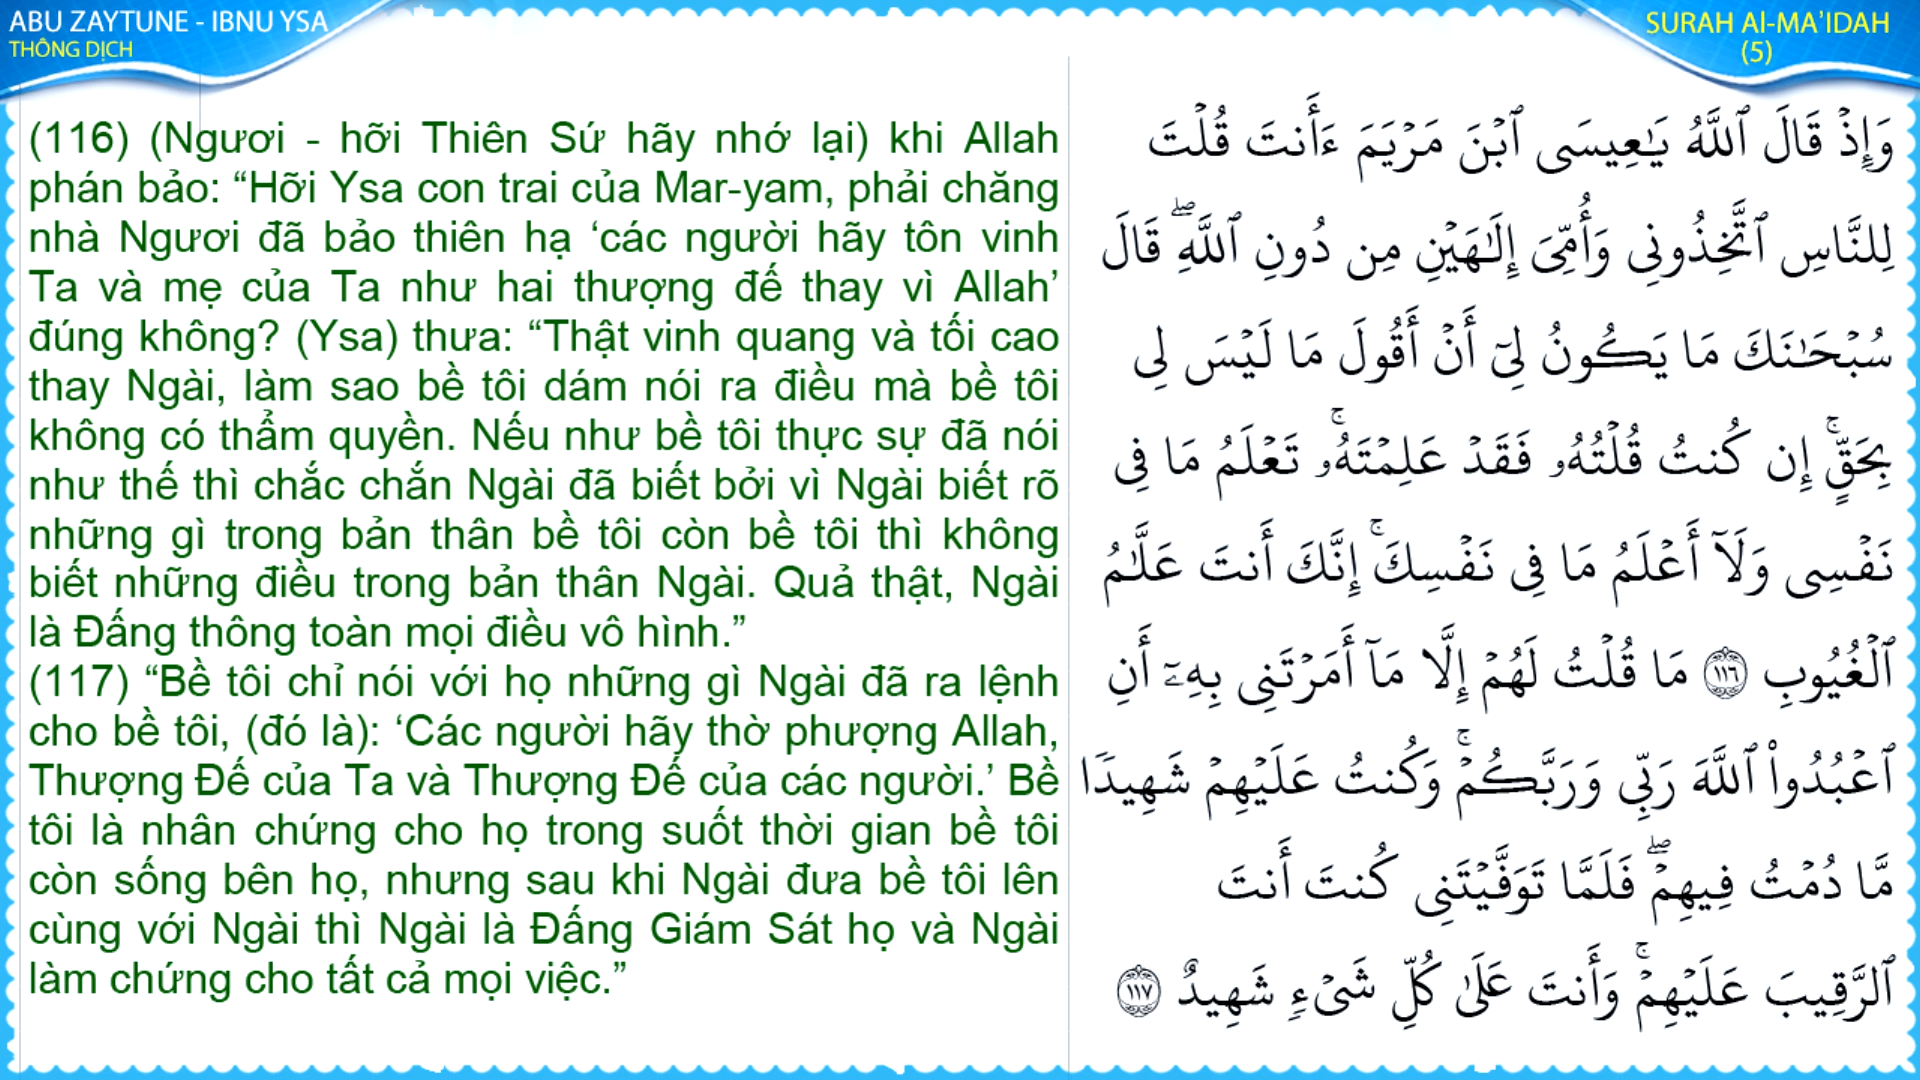 ABU ZAYTUNE - IBNU YSA
THÔNG DỊCH
SURAH Al-MA'IDAH
(5)
(116) (Ngươi - hỡi Thiên Sứ hãy nhớ lại) khi Allah
phán bảo: “Hỡi Ysa con trai của Mar-yam, phải chăng
nhà Ngươi đã bảo thiên hạ ‘các người hãy tôn vinh
Ta và mẹ của Ta như hai thượng đế thay vì Allah’
đúng không? (Ysa) thưa: “Thật vinh quang và tối cao
thay Ngài, làm sao bề tôi dám nói ra điều mà bề tôi
không có thẩm quyền. Nếu như bề tôi thực sự đã nói
như thế thì chắc chắn Ngài đã biết bởi vì Ngài biết rõ
những gì trong bản thân bề tôi còn bề tôi thì không
biết những điều trong bản thân Ngài. Quả thật, Ngài
là Đấng thông toàn mọi điều vô hình.”
(117) “Bề tôi chỉ nói với họ những gì Ngài đã ra lệnh
cho bề tôi, (đó là): ‘Các người hãy thờ phượng Allah,
Thượng Đế của Ta và Thượng Đế của các người.’ Bề
tôi là nhân chứng cho họ trong suốt thời gian bề tôi
còn sống bên họ, nhưng sau khi Ngài đưa bề tôi lên
cùng với Ngài thì Ngài là Đấng Giám Sát họ và Ngài
làm chứng cho tất cả mọi việc.”
وَإِذۡ قَالَ ٱللَّهُ يَٰعِيسَى ٱبۡنَ مَرۡيَمَ ءَأَنتَ قُلۡتَ
لِلنَّاسِ ٱتَّخِذُونِي وَأُمِّيَ إِلَٰهَيۡنِ مِن دُونِ ٱللَّهِۖ قَالَ
سُبۡحَٰنَكَ مَا يَكُونُ لِيٓ أَنۡ أَقُولَ مَا لَيۡسَ لِي
بِحَقٍّۚ إِن كُنتُ قُلۡتُهُۥ فَقَدۡ عَلِمۡتَهُۥۚ تَعۡلَمُ مَا فِي
نَفۡسِي وَلَآ أَعۡلَمُ مَا فِي نَفۡسِكَۚ إِنَّكَ أَنتَ عَلَّٰمُ
ٱلۡغُيُوبِ ١١٦ مَا قُلۡتُ لَهُمۡ إِلَّا مَآ أَمَرۡتَنِي بِهِۦٓ أَنِ
ٱعۡبُدُواْ ٱللَّهَ رَبِّي وَرَبَّكُمۡۚ وَكُنتُ عَلَيۡهِمۡ شَهِيدٗا
مَّا دُمۡتُ فِيهِمۡۖ فَلَمَّا تَوَفَّيۡتَنِي كُنتَ أَنتَ
ٱلرَّقِيبَ عَلَيۡهِمۡۚ وَأَنتَ عَلَىٰ كُلِّ شَيۡءٖ شَهِيدٌ ١١٧